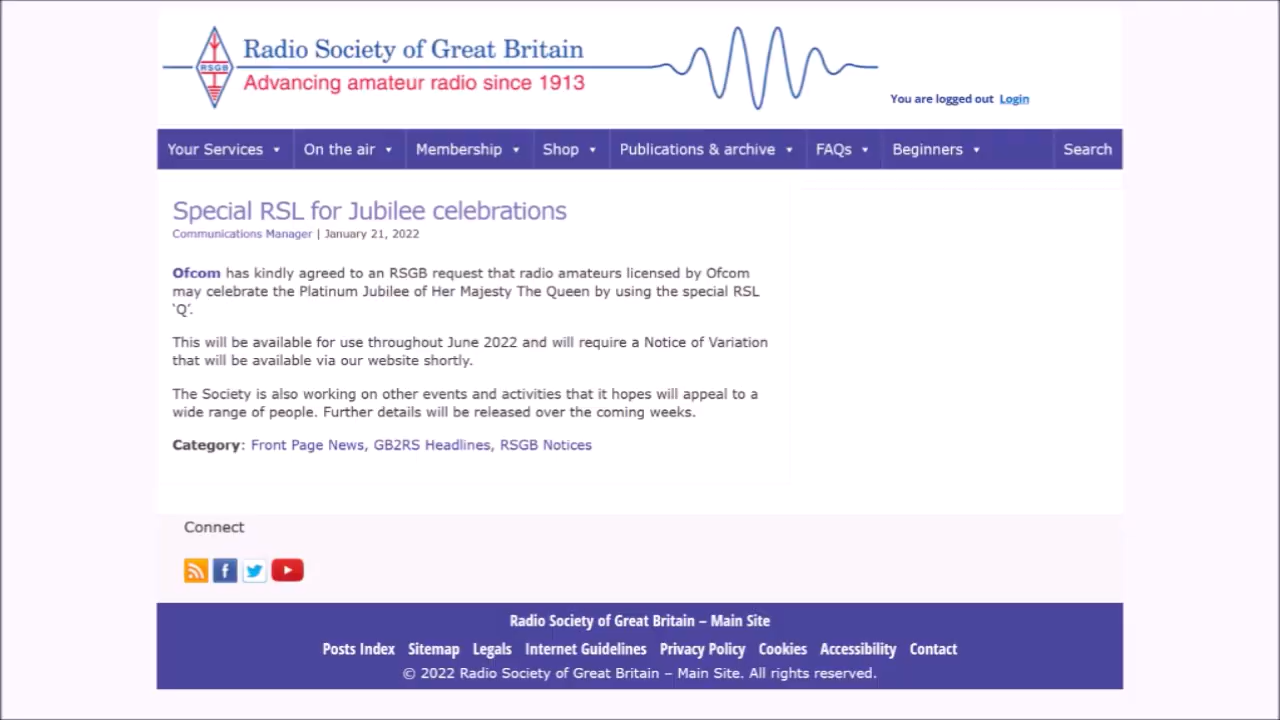 Radio Society of Great Britain
RSGB
Advancing amateur radio since 1913
You are logged out Login
Your Services On the air Membership Shop Publications & archive FAQs Beginners Search
Special RSL for Jubilee celebrations
Communications Manager | January 21, 2022
Ofcom has kindly agreed to an RSGB request that radio amateurs licensed by Ofcom
may celebrate the Platinum Jubilee of Her Majesty The Queen by using the special RSL
‘Q’.
This will be available for use throughout June 2022 and will require a Notice of Variation
that will be available via our website shortly.
The Society is also working on other events and activities that it hopes will appeal to a
wide range of people. Further details will be released over the coming weeks.
Category: Front Page News, GB2RS Headlines, RSGB Notices
Connect
Radio Society of Great Britain – Main Site
Posts Index Sitemap Legals Internet Guidelines Privacy Policy Cookies Accessibility Contact
© 2022 Radio Society of Great Britain – Main Site. All rights reserved.